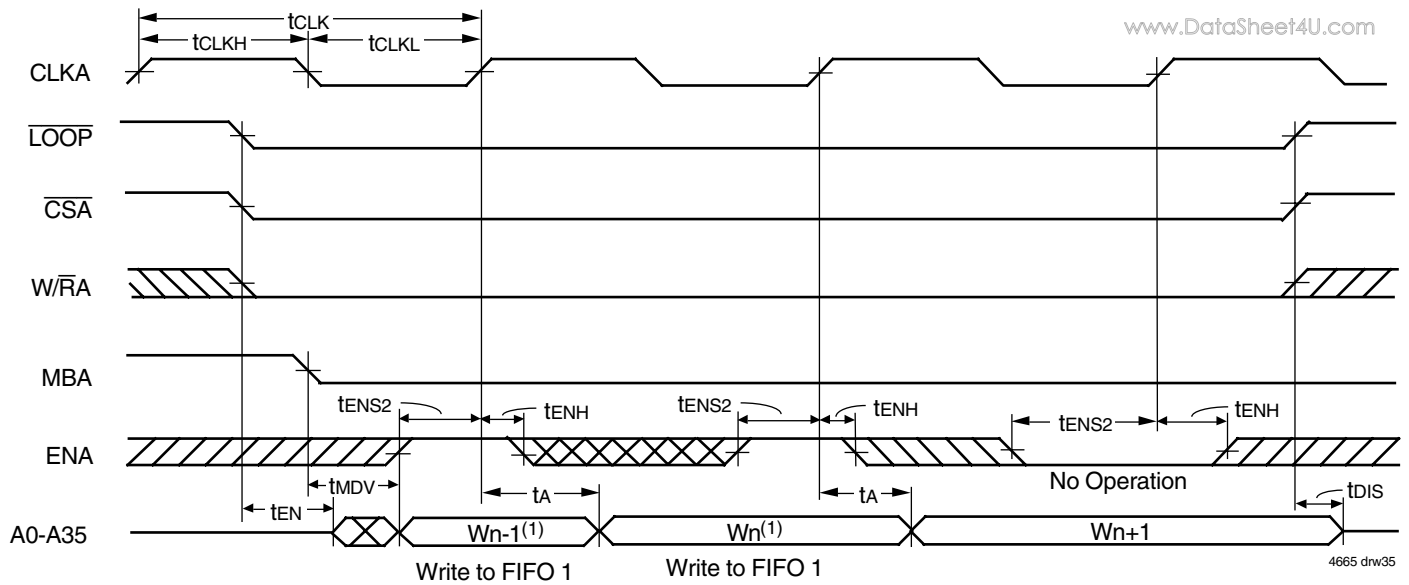 www.DataSheet4U.com
tCLK
tCLKH
tCLKL
CLKA
LOOP
CSA
W/RA
MBA
tENS2
tENH
tENS2
tENH
tENS2
tENH
ENA
No Operation
tMDV
tA
tA
tDIS
tEN
A0-A35
Wn-1(1)
Wn(1)
Wn+1
Write to FIFO 1
Write to FIFO 1
4665 drw35